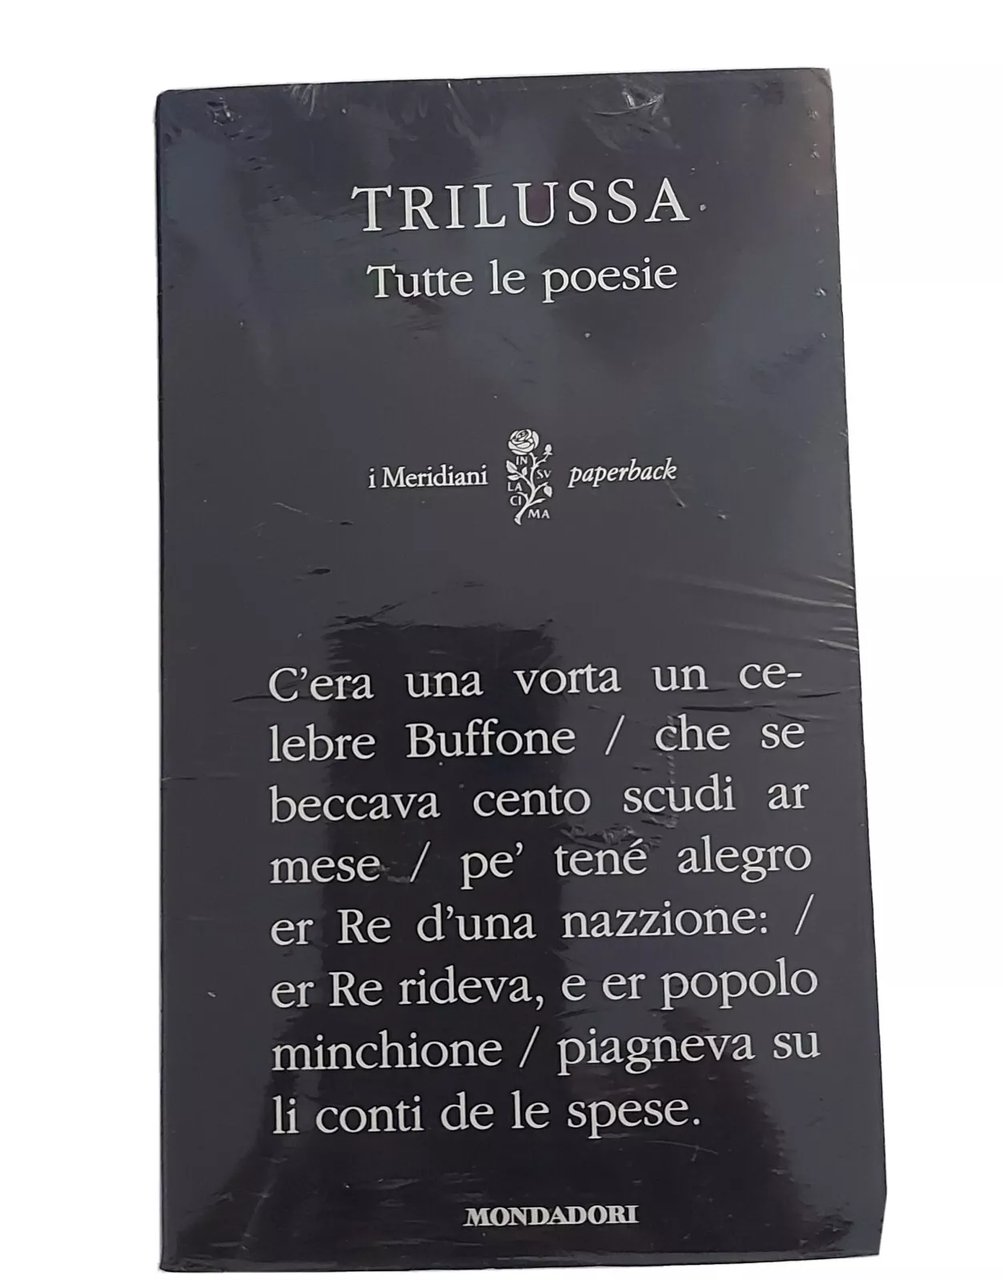 TRILUSSA
Tutte le poesie
i Meridiani paperback
IN SV
LA
CI
MA
C'era una vorta un ce-
lebre Buffone / che se
beccava cento scudi ar
mese / pe' tené alegro
er Re d'una nazzione: /
er Re rideva, e er popolo
minchione / piagneva su
li conti de le spese.
MONDADORI